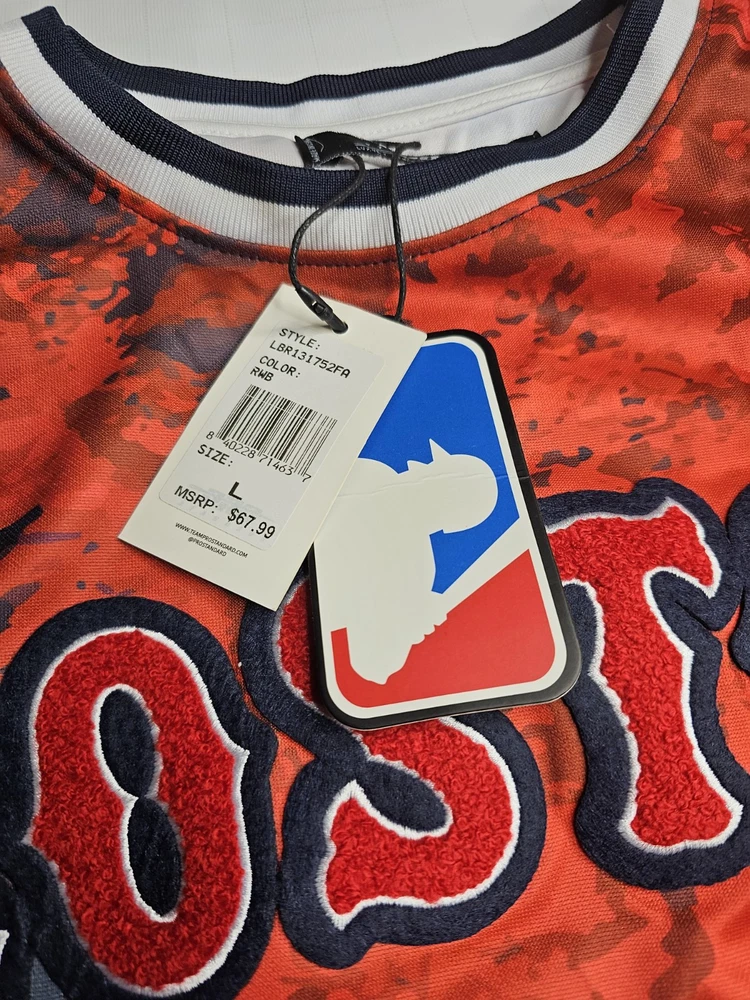 STYLE:
LBR131752FA
COLOR:
RWB
8 40228 71463 7
SIZE:
L
MSRP: $67.99
WWW.TEAMPROSTANDARD.COM
@PROSTANDARD
OST